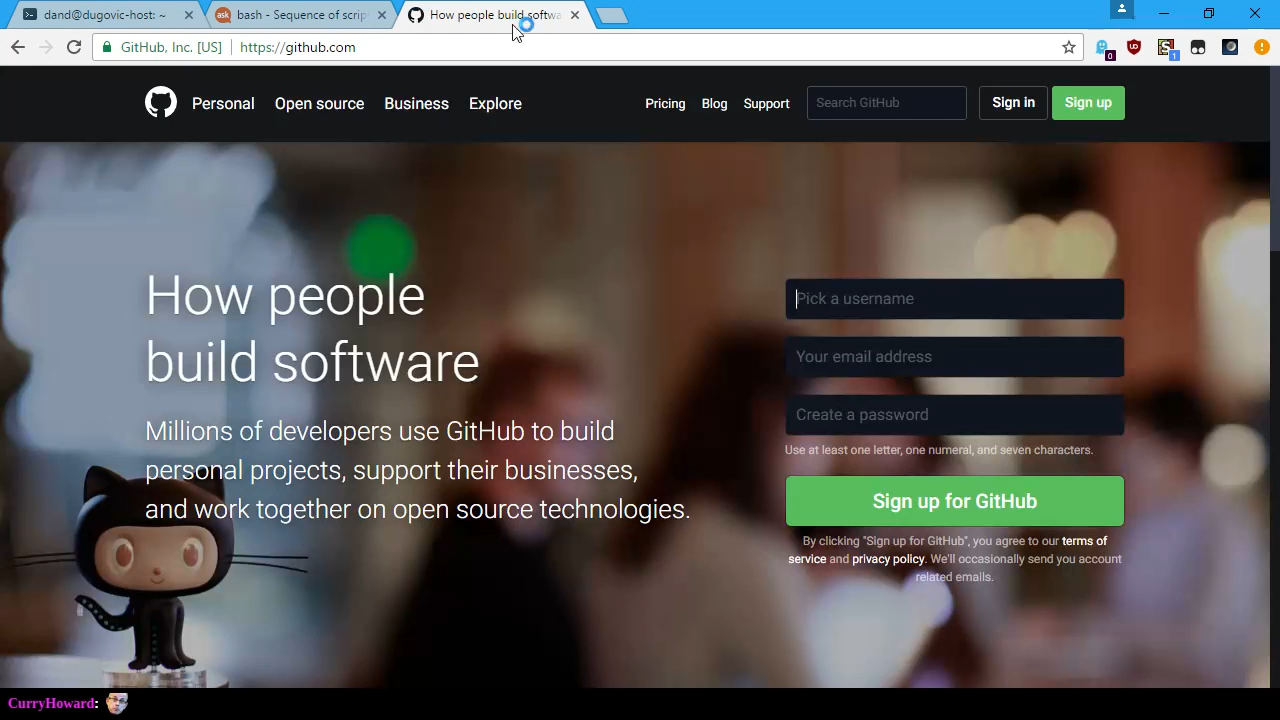 dand@dugovic-host: ~
ask
bash - Sequence of scrip
How people build softwa
GitHub, Inc. [US]
https://github.com
0
1
Personal
Open source
Business
Explore
Pricing
Blog
Support
Search GitHub
Sign in
Sign up
How people
build software
Millions of developers use GitHub to build
personal projects, support their businesses,
and work together on open source technologies.
Pick a username
Your email address
Create a password
Use at least one letter, one numeral, and seven characters.
Sign up for GitHub
By clicking "Sign up for GitHub", you agree to our terms of
service and privacy policy. We'll occasionally send you account
related emails.
CurryHoward: